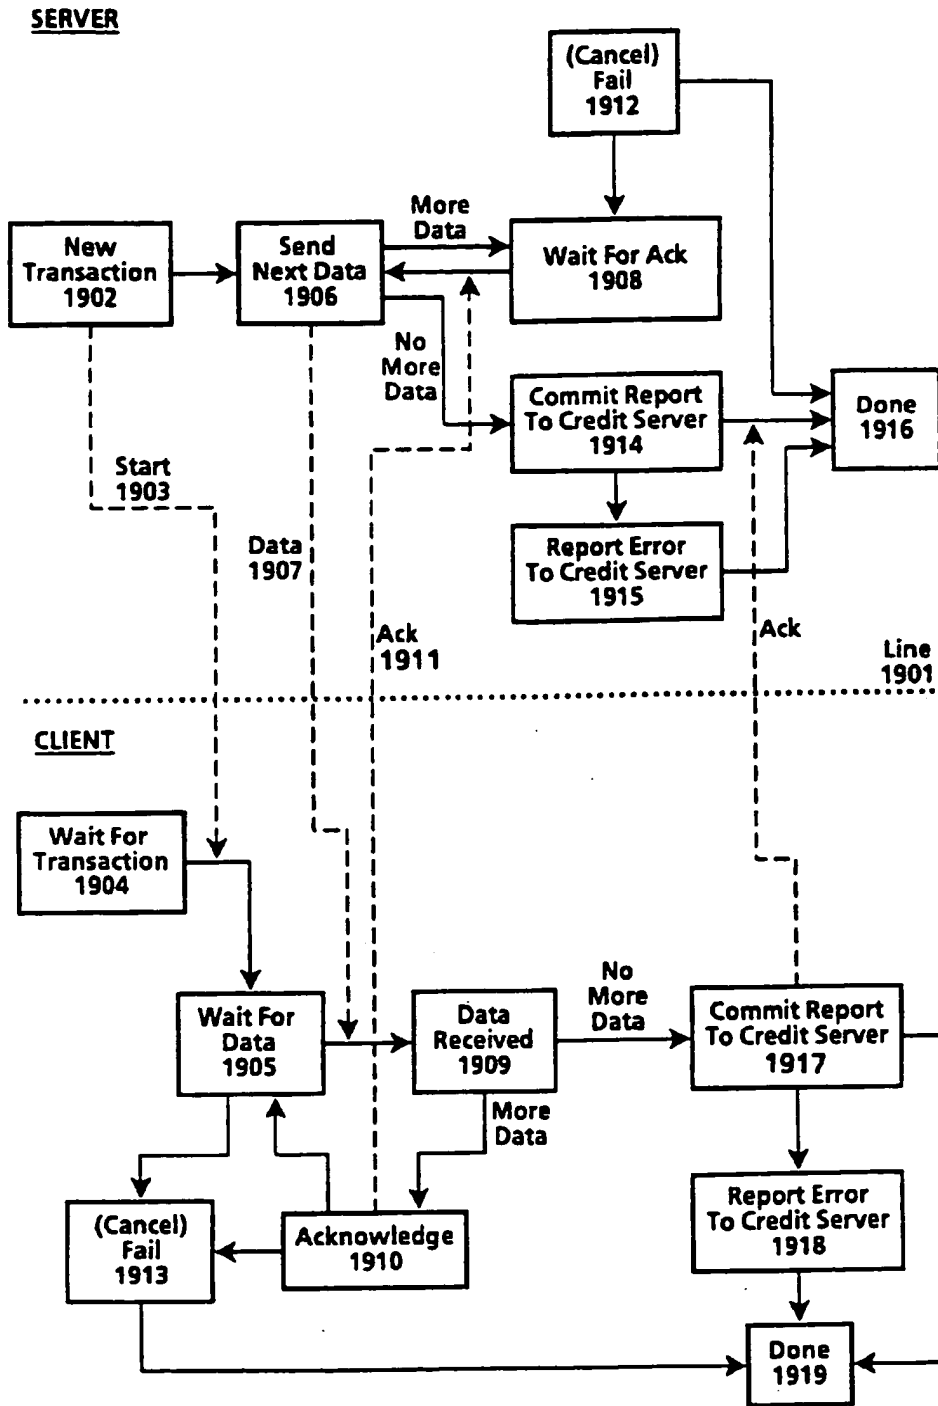 SERVER
(Cancel)
Fail
1912
New
Transaction
1902
Send
Next Data
1906
More
Data
Wait For Ack
1908
No
More
Data
Commit Report
To Credit Server
1914
Done
1916
Start
1903
Data
1907
Report Error
To Credit Server
1915
Ack
1911
Ack
Line
1901
CLIENT
Wait For
Transaction
1904
Wait For
Data
1905
Data
Received
1909
No
More
Data
Commit Report
To Credit Server
1917
More
Data
(Cancel)
Fail
1913
Acknowledge
1910
Report Error
To Credit Server
1918
Done
1919